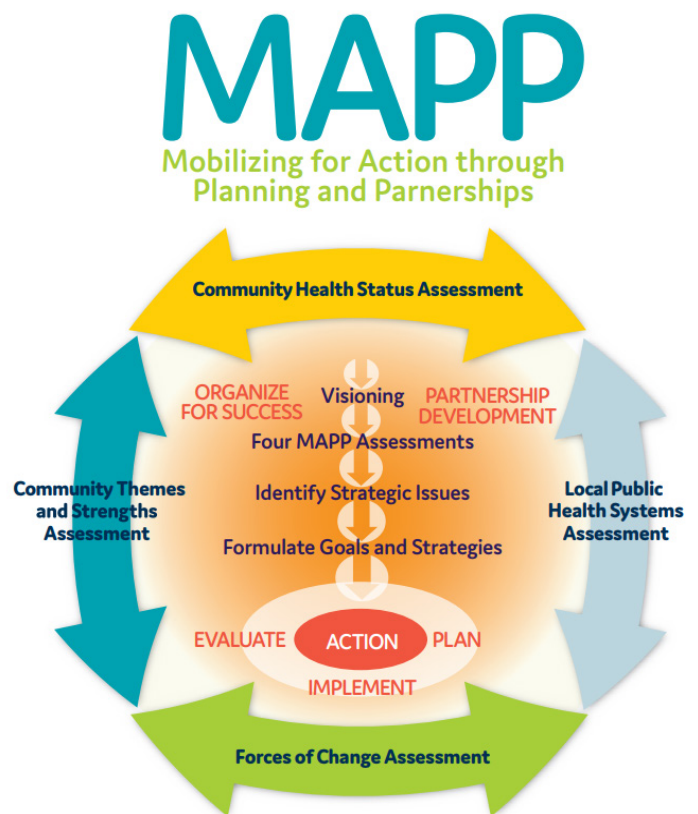 MAPP
Mobilizing for Action through
Planning and Parnerships
Community Health Status Assessment
ORGANIZE
FOR SUCCESS
Visioning
PARTNERSHIP
DEVELOPMENT
Four MAPP Assessments
Community Themes
and Strengths
Assessment
Identify Strategic Issues
Local Public
Health Systems
Assessment
Formulate Goals and Strategies
EVALUATE
ACTION
PLAN
IMPLEMENT
Forces of Change Assessment